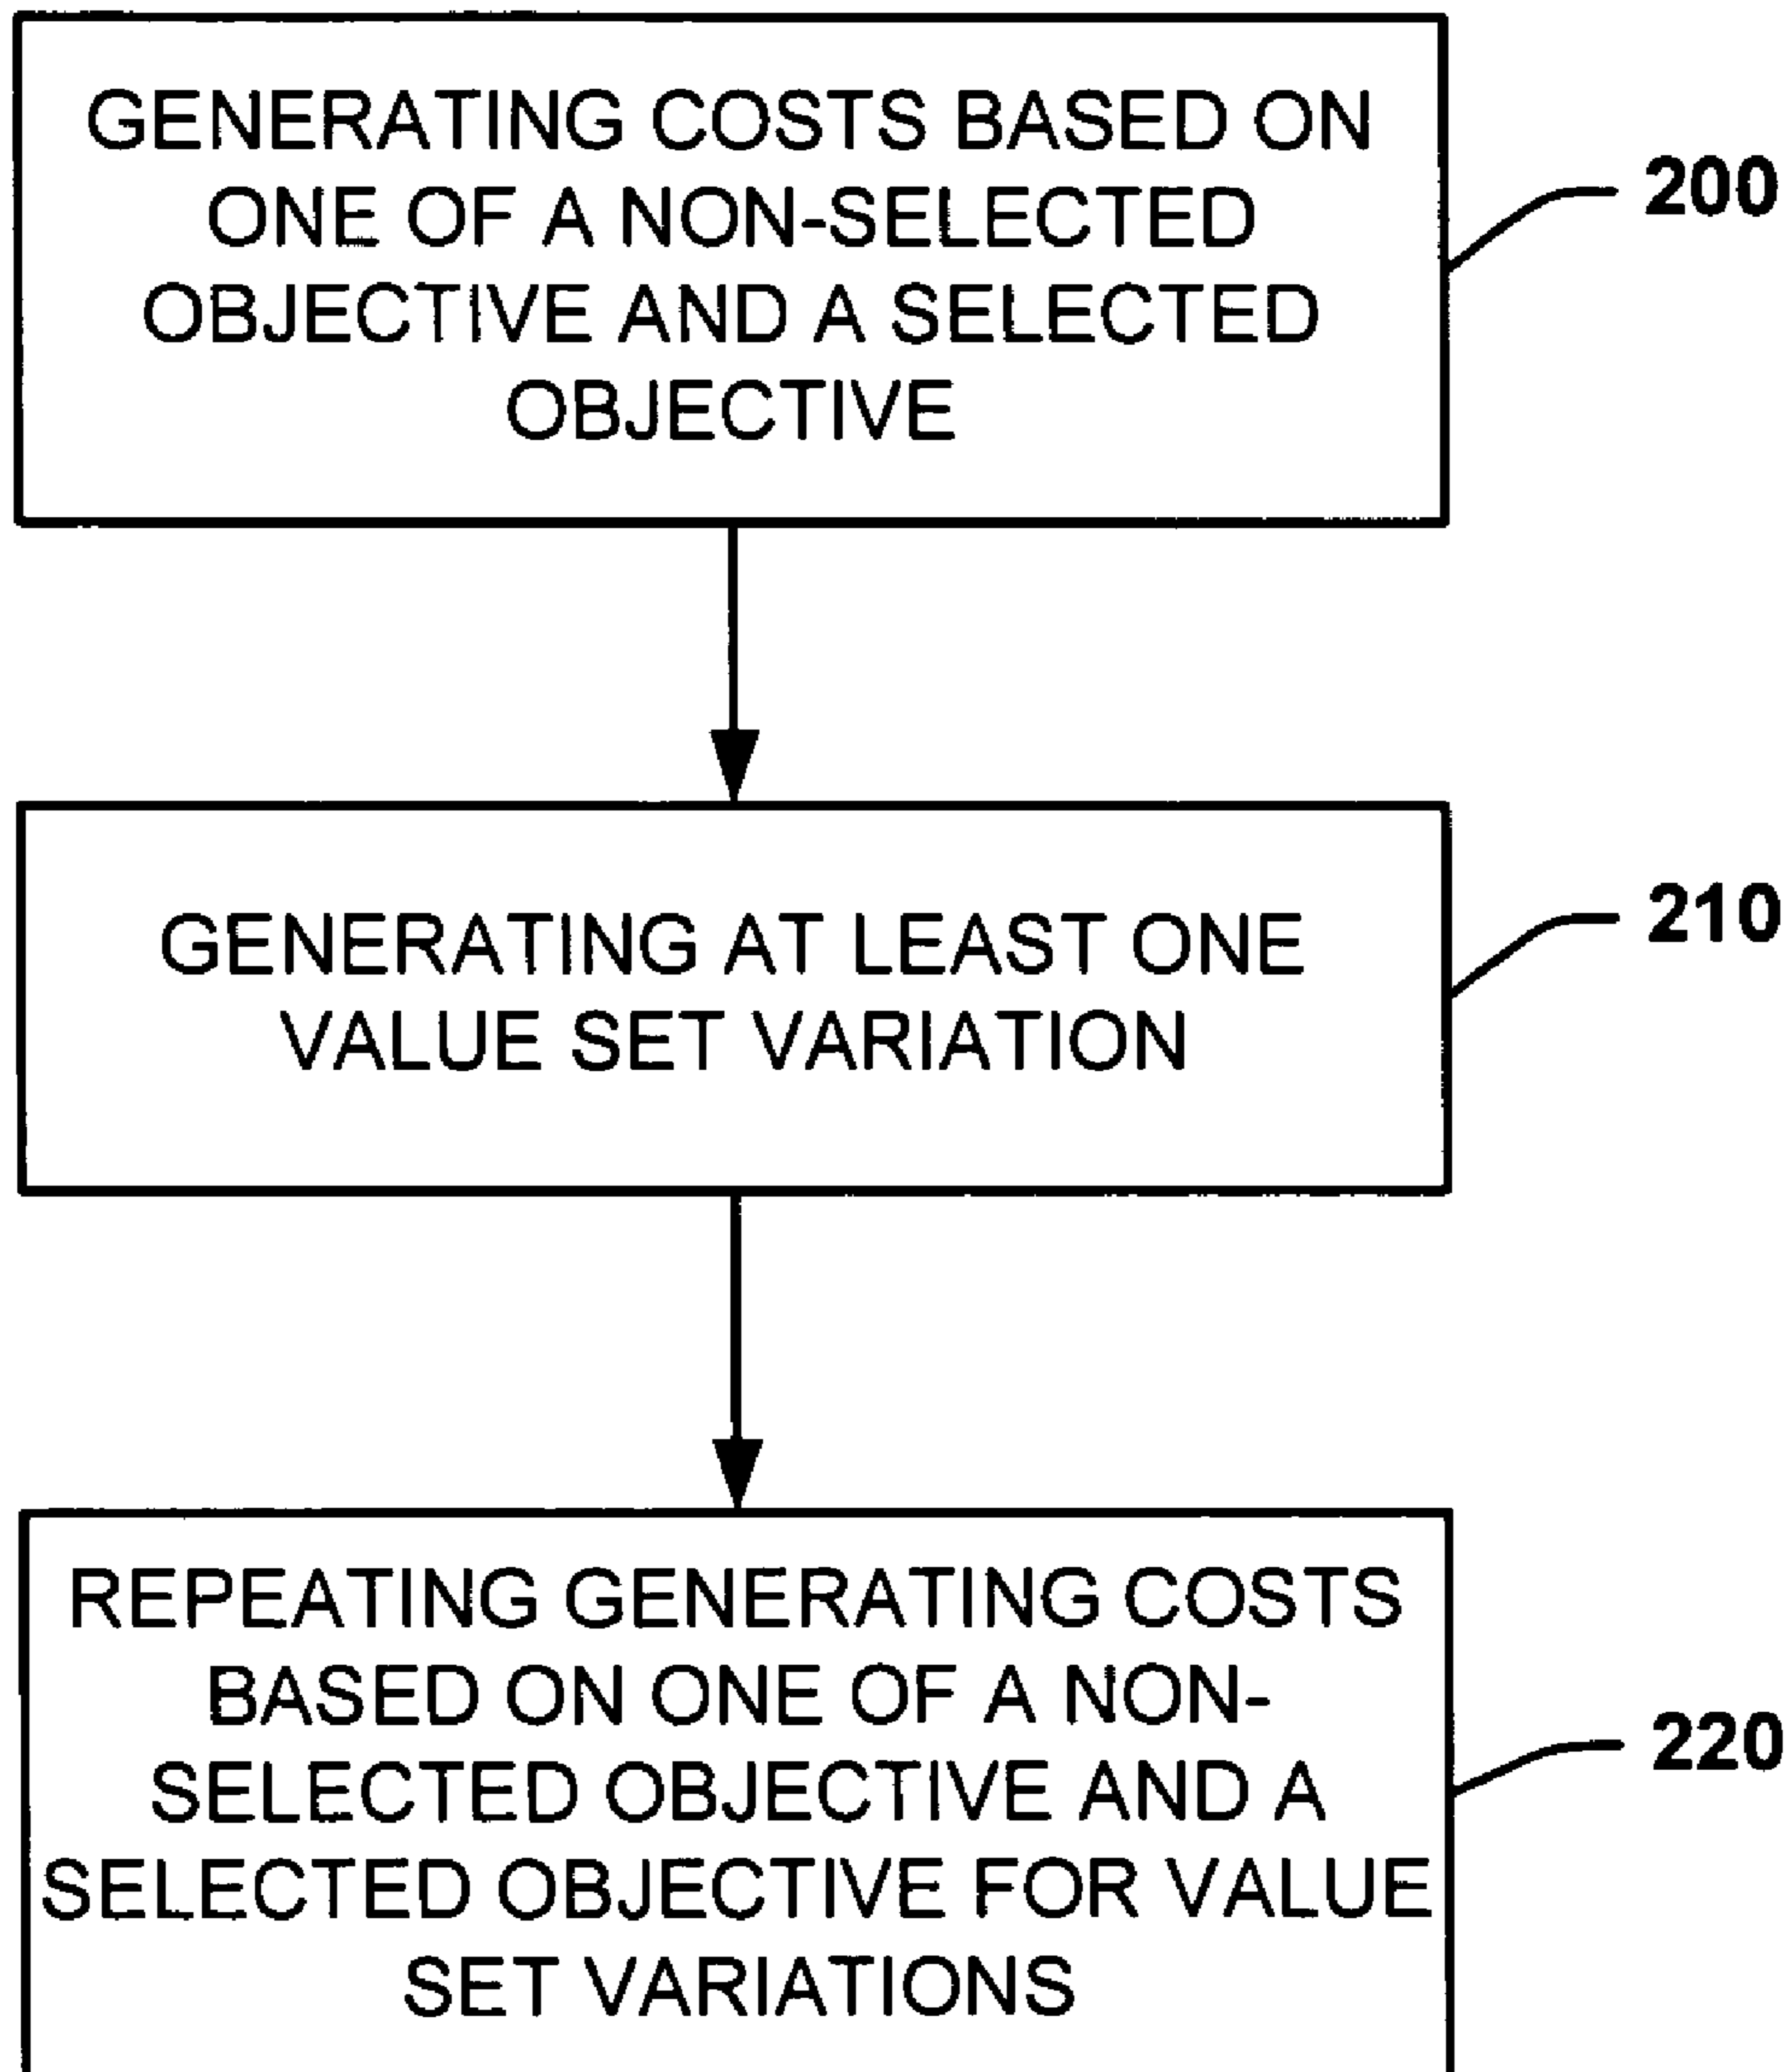 GENERATING COSTS BASED ON
ONE OF A NON-SELECTED
OBJECTIVE AND A SELECTED
OBJECTIVE
200
GENERATING AT LEAST ONE
VALUE SET VARIATION
210
REPEATING GENERATING COSTS
BASED ON ONE OF A NON-
SELECTED OBJECTIVE AND A
SELECTED OBJECTIVE FOR VALUE
SET VARIATIONS
220